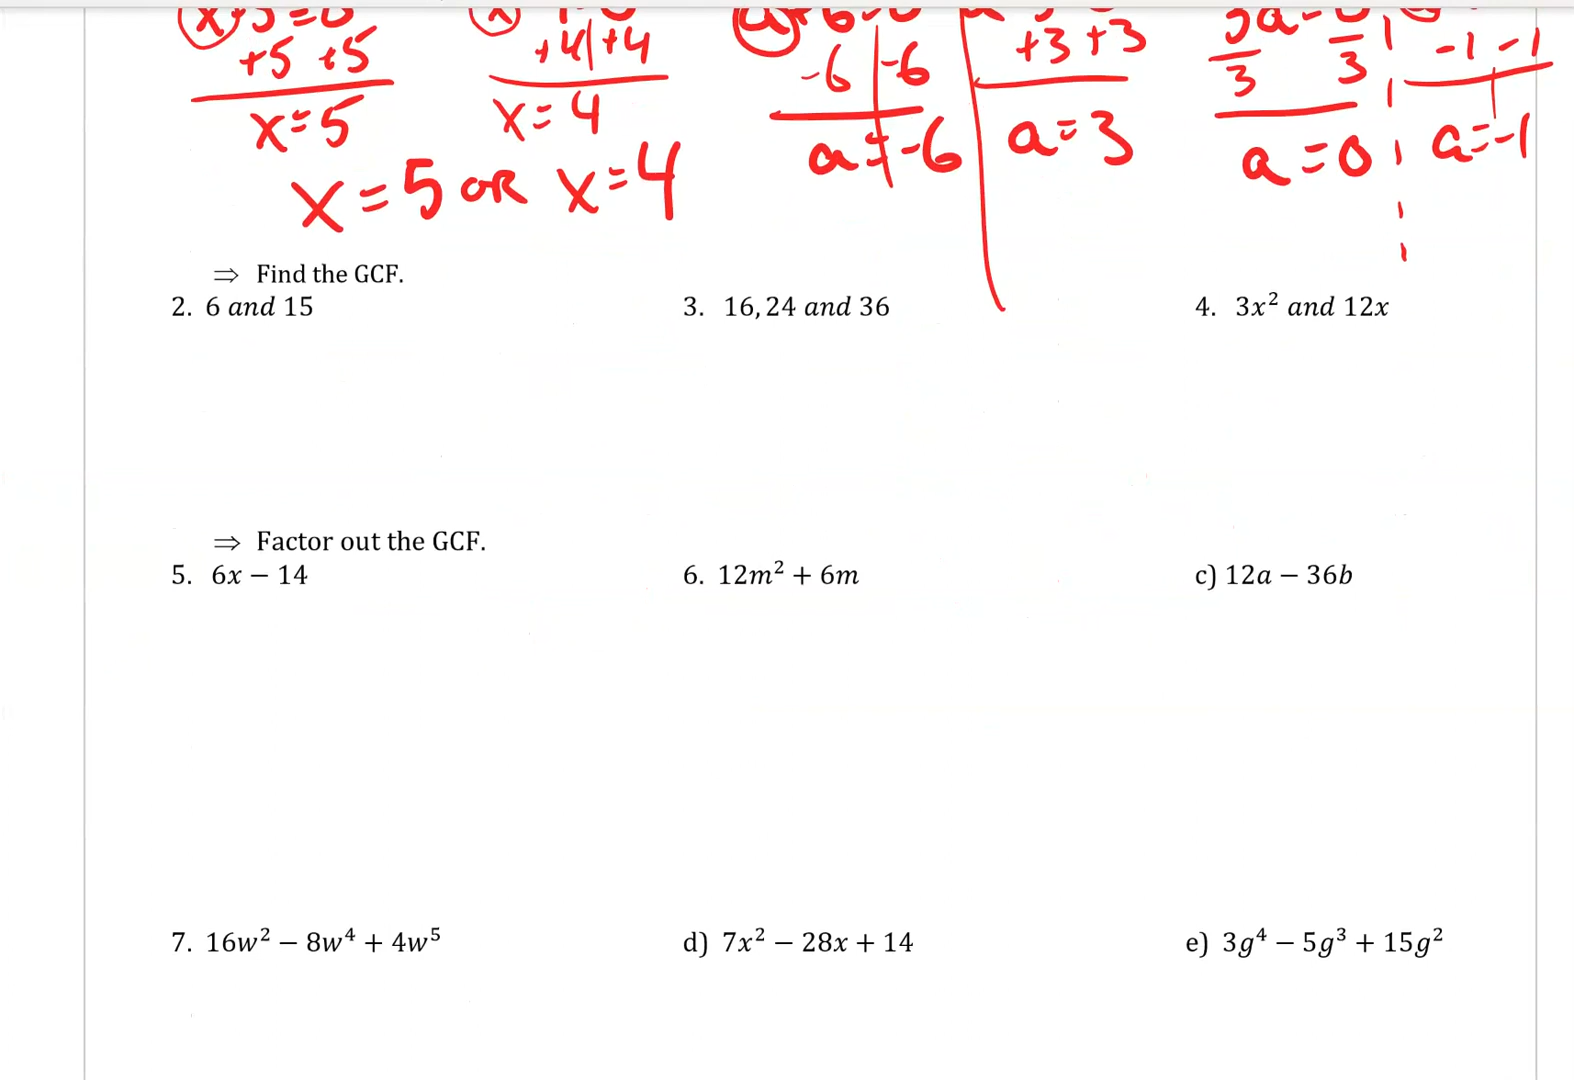 +5 +5
+4 +4
-6 -6
+3 +3
3 3
-1 -1
x=5
x=4
a=-6
a=3
a=0
a=-1
x=5 OR x=4
⇒ Find the GCF.
2. 6 and 15
3. 16, 24 and 36
4. 3x² and 12x
⇒ Factor out the GCF.
5. 6x − 14
6. 12m² + 6m
c) 12a − 36b
7. 16w² − 8w⁴ + 4w⁵
d) 7x² − 28x + 14
e) 3g⁴ − 5g³ + 15g²